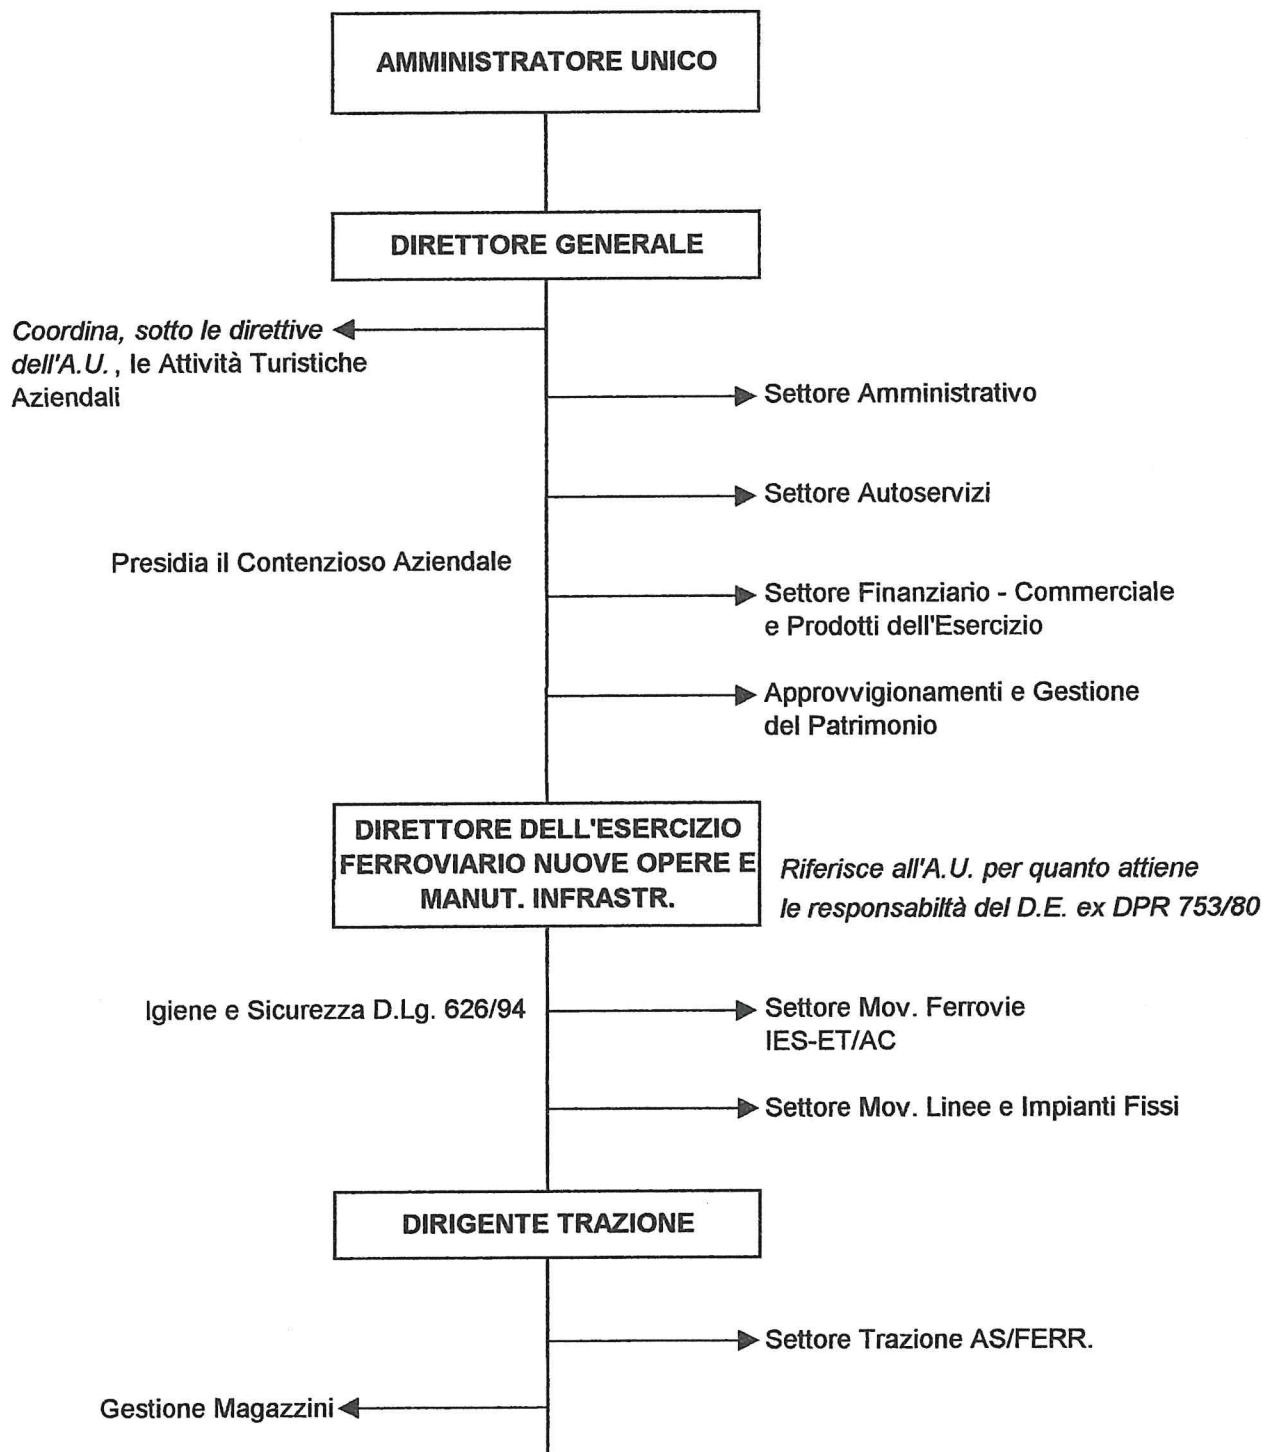 AMMINISTRATORE UNICO
DIRETTORE GENERALE
Coordina, sotto le direttive
dell'A.U. , le Attività Turistiche
Aziendali
Settore Amministrativo
Settore Autoservizi
Presidia il Contenzioso Aziendale
Settore Finanziario - Commerciale
e Prodotti dell'Esercizio
Approvvigionamenti e Gestione
del Patrimonio
DIRETTORE DELL'ESERCIZIO
FERROVIARIO NUOVE OPERE E
MANUT. INFRASTR.
Riferisce all'A.U. per quanto attiene
le responsabiltà del D.E. ex DPR 753/80
Igiene e Sicurezza D.Lg. 626/94
Settore Mov. Ferrovie
IES-ET/AC
Settore Mov. Linee e Impianti Fissi
DIRIGENTE TRAZIONE
Settore Trazione AS/FERR.
Gestione Magazzini